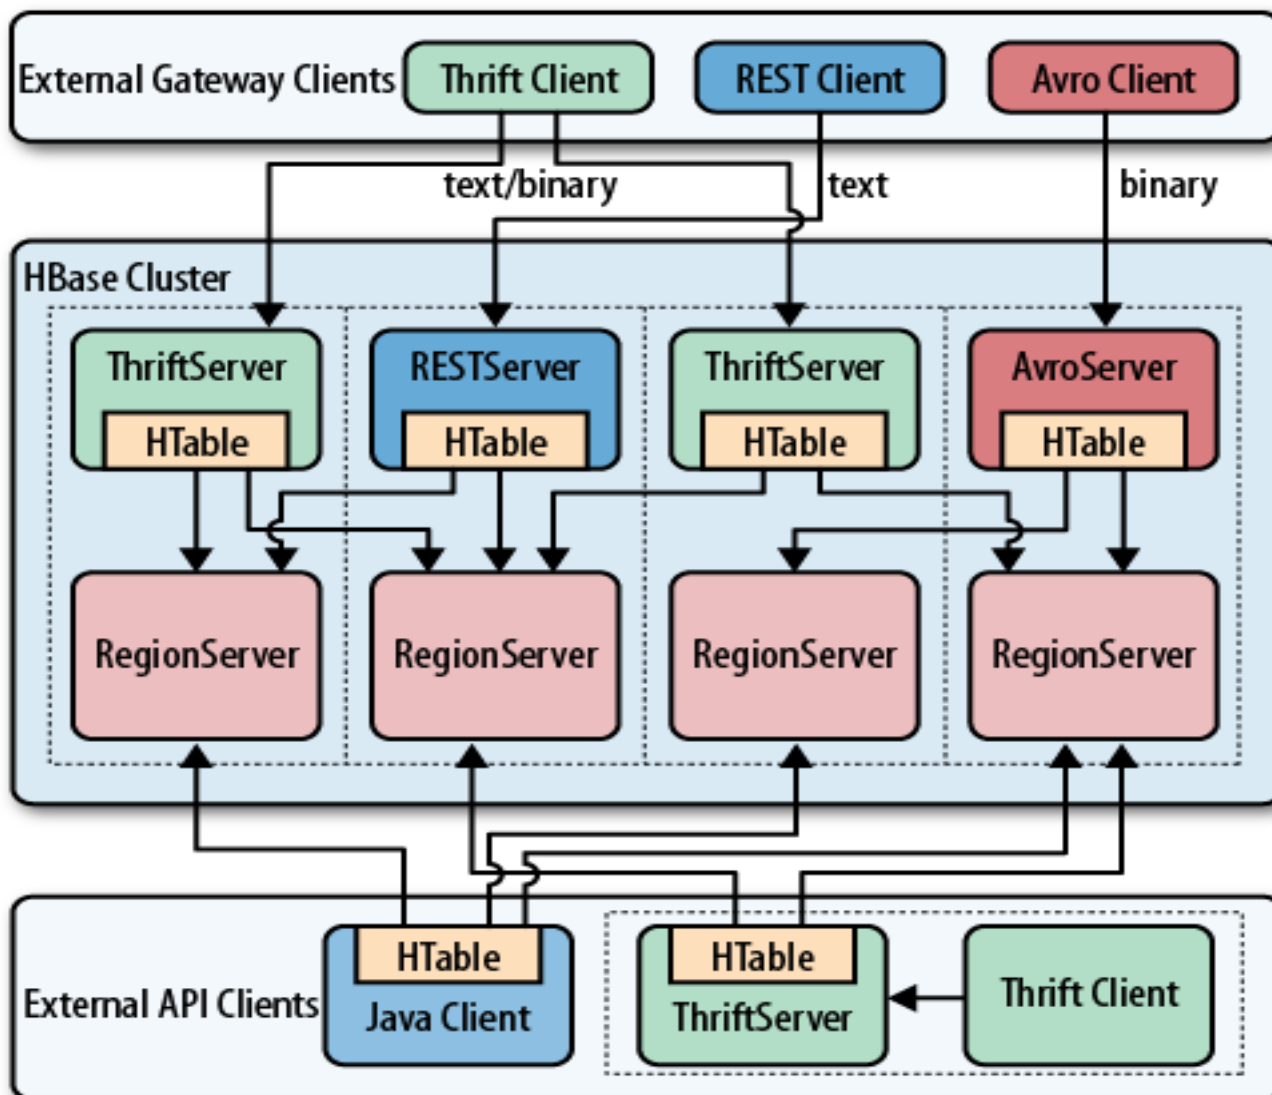 External Gateway Clients
Thrift Client
REST Client
Avro Client
text/binary
text
binary
HBase Cluster
ThriftServer
RESTServer
ThriftServer
AvroServer
HTable
HTable
HTable
HTable
RegionServer
RegionServer
RegionServer
RegionServer
External API Clients
HTable
Java Client
HTable
ThriftServer
Thrift Client